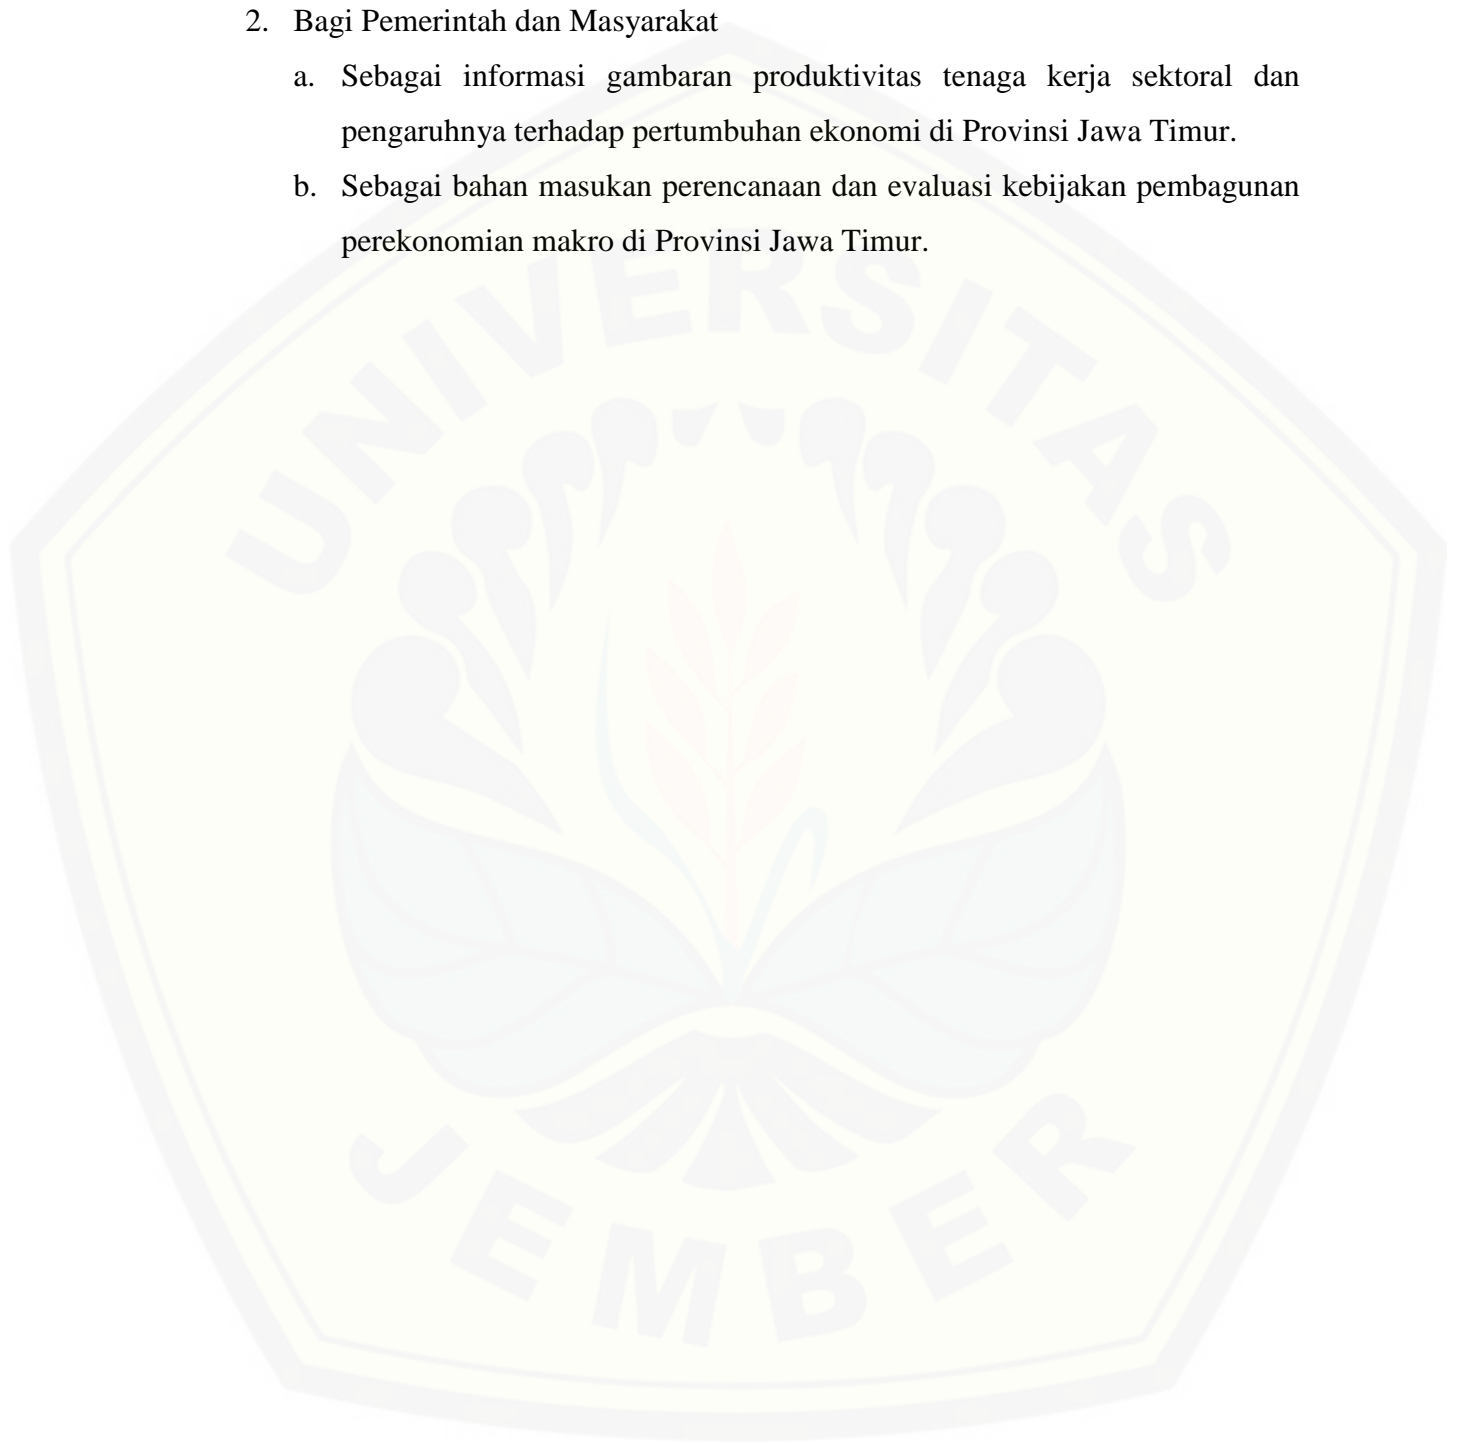 2. Bagi Pemerintah dan Masyarakat
a. Sebagai informasi gambaran produktivitas tenaga kerja sektoral dan
pengaruhnya terhadap pertumbuhan ekonomi di Provinsi Jawa Timur.
b. Sebagai bahan masukan perencanaan dan evaluasi kebijakan pembagunan
perekonomian makro di Provinsi Jawa Timur.
UNIVERSITAS
JEMBER